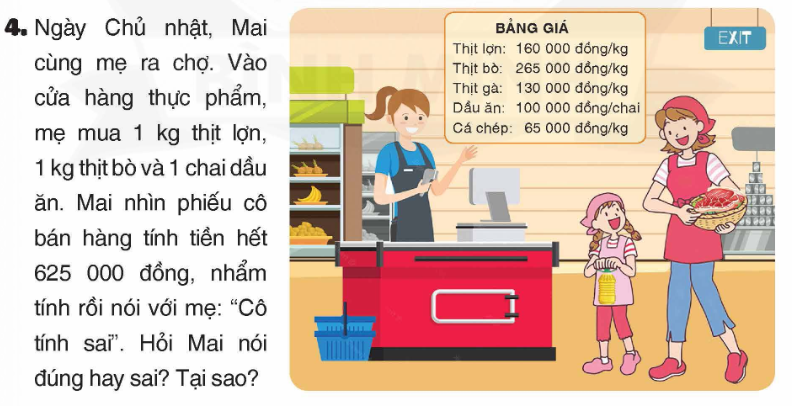 4. Ngày Chủ nhật, Mai
cùng mẹ ra chợ. Vào
cửa hàng thực phẩm,
mẹ mua 1 kg thịt lợn,
1 kg thịt bò và 1 chai dầu
ăn. Mai nhìn phiếu cô
bán hàng tính tiền hết
625 000 đồng, nhẩm
tính rồi nói với mẹ: “Cô
tính sai”. Hỏi Mai nói
đúng hay sai? Tại sao?
BẢNG GIÁ
Thịt lợn: 160 000 đồng/kg
Thịt bò: 265 000 đồng/kg
Thịt gà: 130 000 đồng/kg
Dầu ăn: 100 000 đồng/chai
Cá chép: 65 000 đồng/kg
EXIT